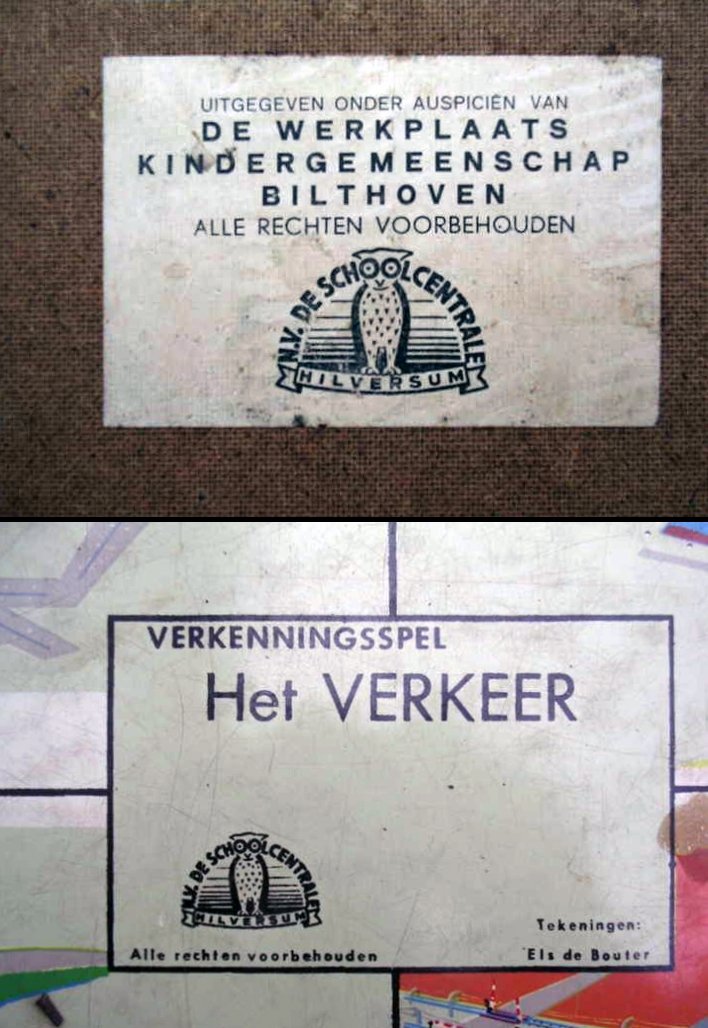 UITGEGEVEN ONDER AUSPICIËN VAN
DE WERKPLAATS
KINDERGEMEENSCHAP
BILTHOVEN
ALLE RECHTEN VOORBEHOUDEN
N.V. DE SCHOOLCENTRALE
HILVERSUM
VERKENNINGSSPEL
Het VERKEER
N.V. DE SCHOOLCENTRALE
HILVERSUM
Tekeningen:
Alle rechten voorbehouden
Els de Bouter